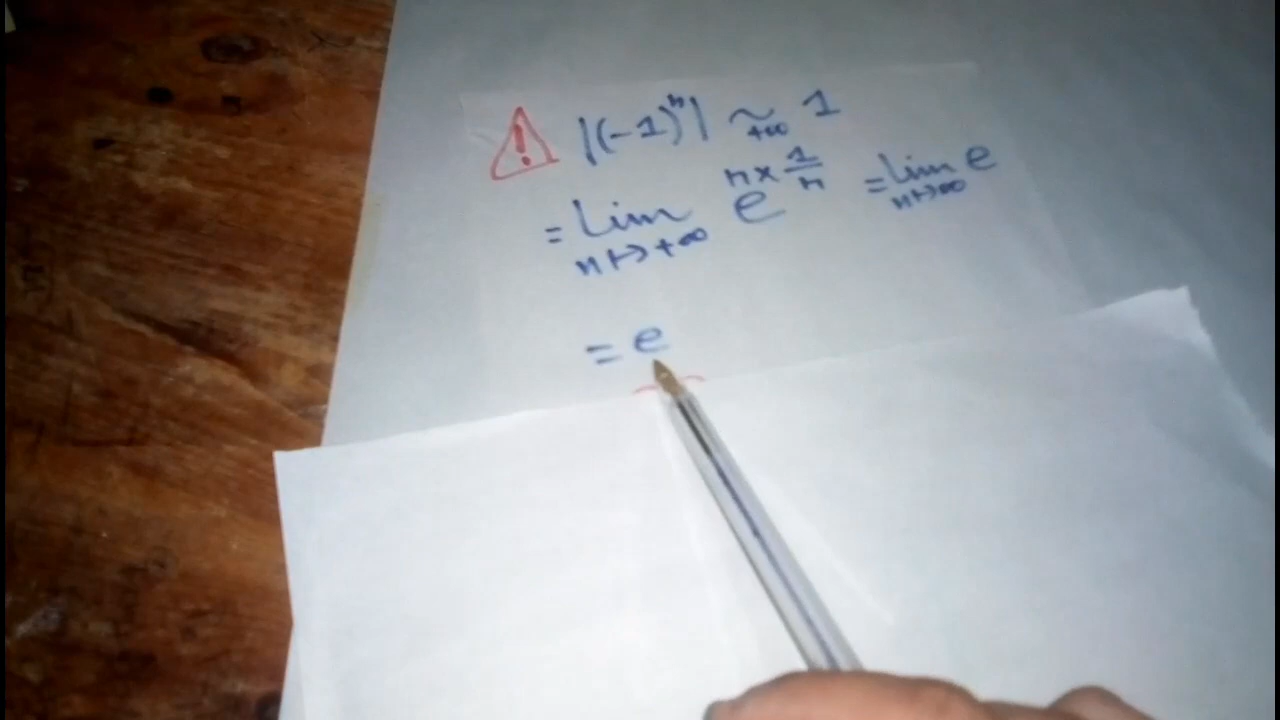 ! |(-1)^n| ~_{+∞} 1
= lim_{n↦+∞} e^{n × 1/n} = lim_{n↦∞} e
= e